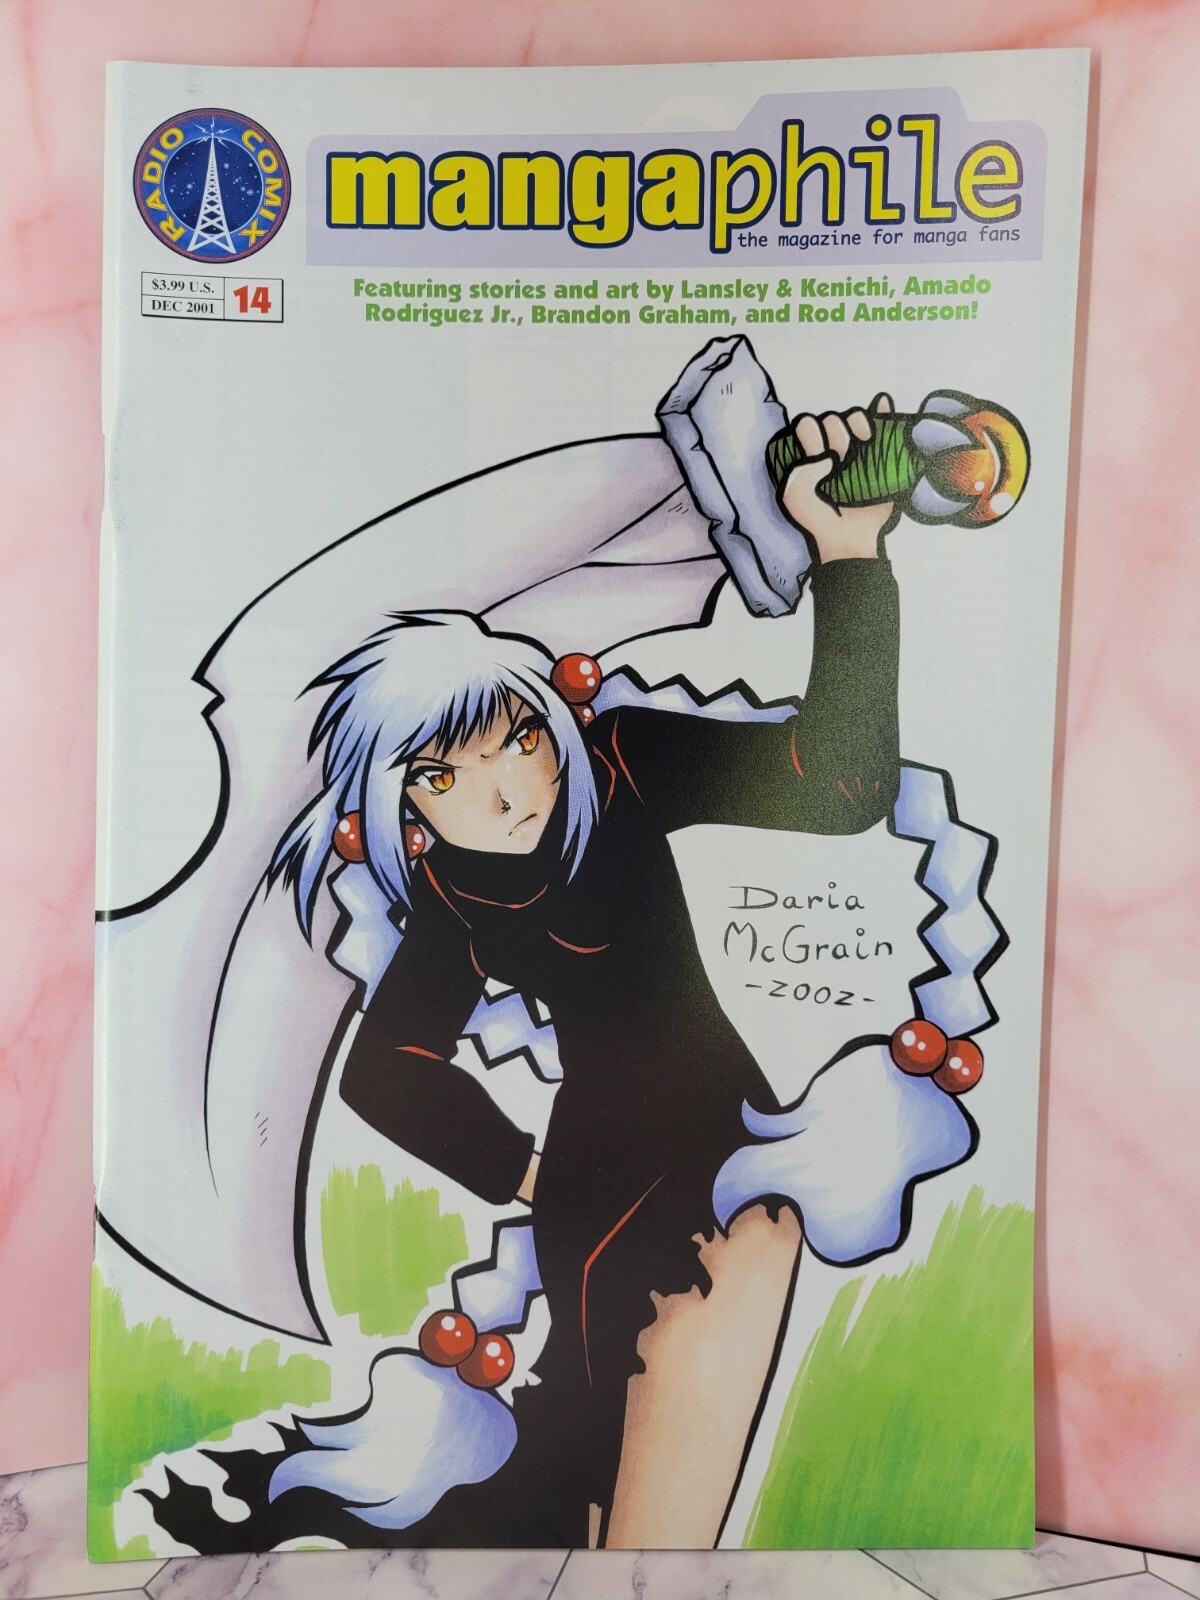 RADIO COMIX
mangaphile
the magazine for manga fans
$3.99 U.S.
DEC 2001
14
Featuring stories and art by Lansley & Kenichi, Amado
Rodriguez Jr., Brandon Graham, and Rod Anderson!
Daria
McGrain
-2002-